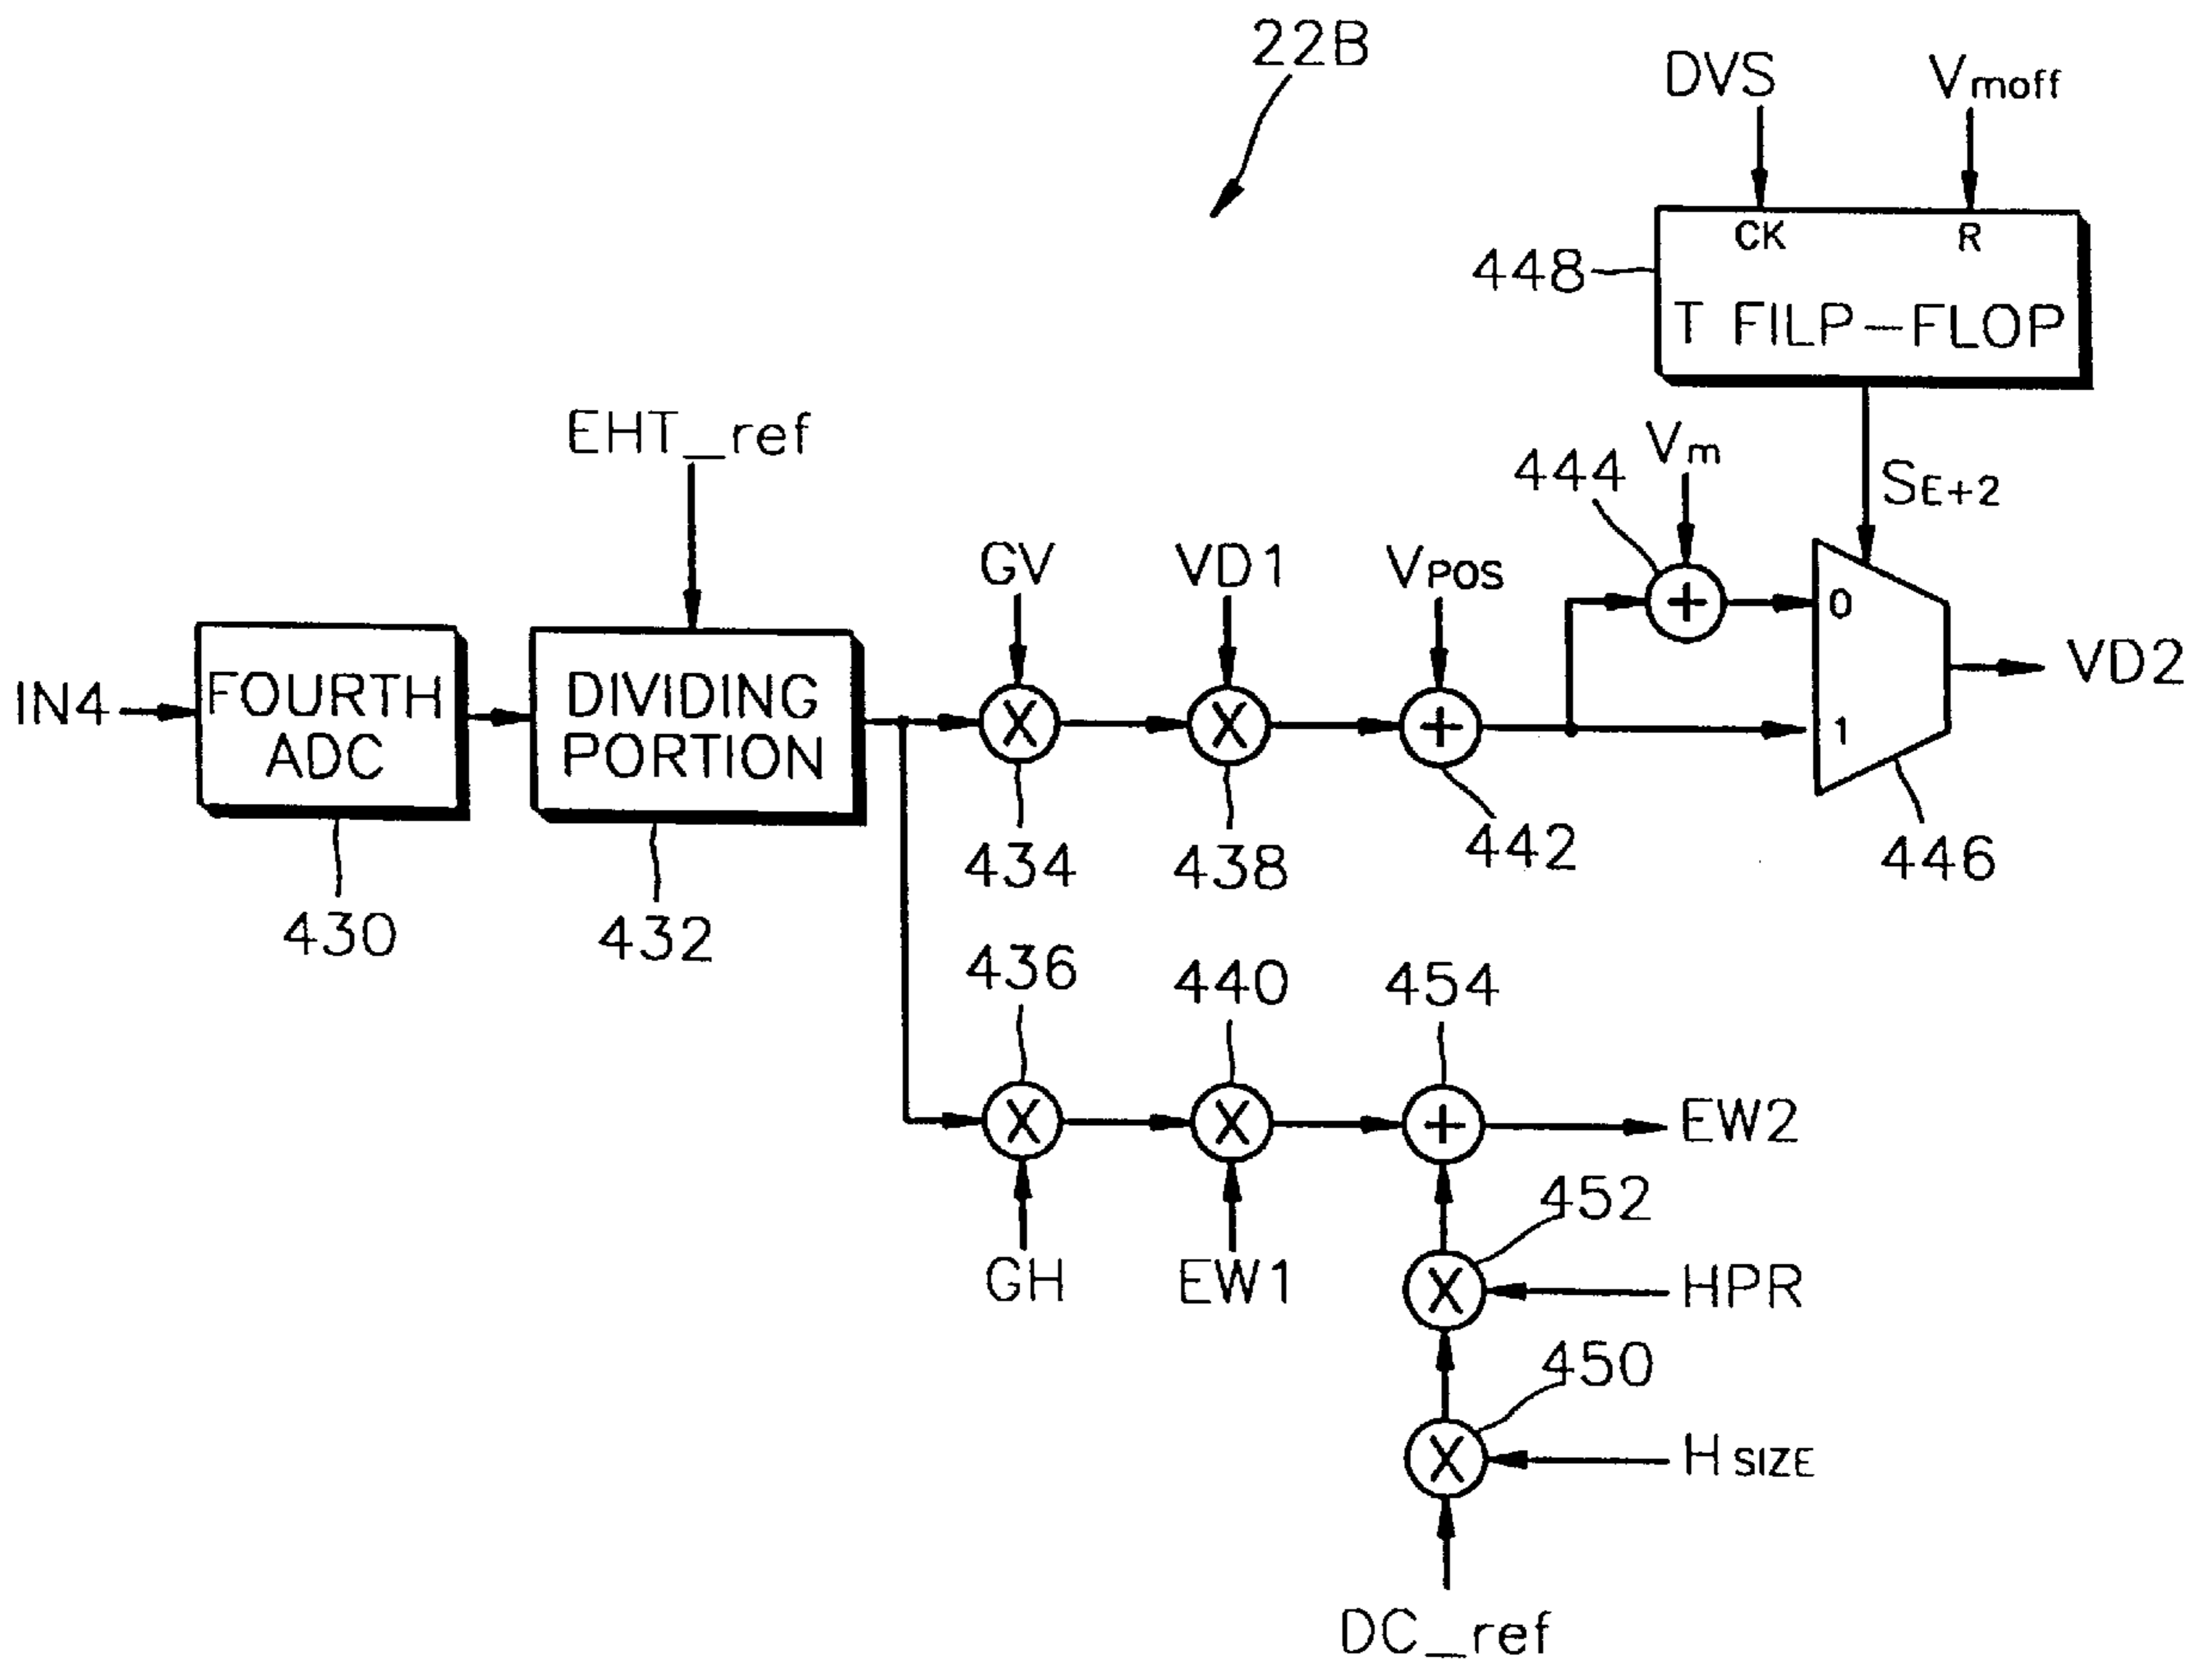 22B
DVS
Vmoff
CK
R
448
T FILP-FLOP
EHT_ref
444
Vm
SE+2
GV
VD1
VPOS
0
IN4
FOURTH
ADC
DIVIDING
PORTION
X
X
+
+
1
VD2
430
432
434
438
442
446
436
440
454
X
X
+
EW2
GH
EW1
452
X
HPR
450
X
HSIZE
DC_ref